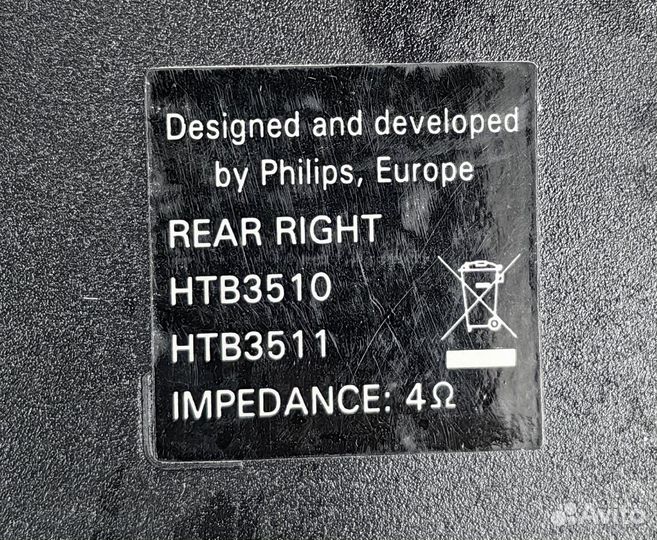 Designed and developed
by Philips, Europe
REAR RIGHT
HTB3510
HTB3511
IMPEDANCE: 4Ω
Avito